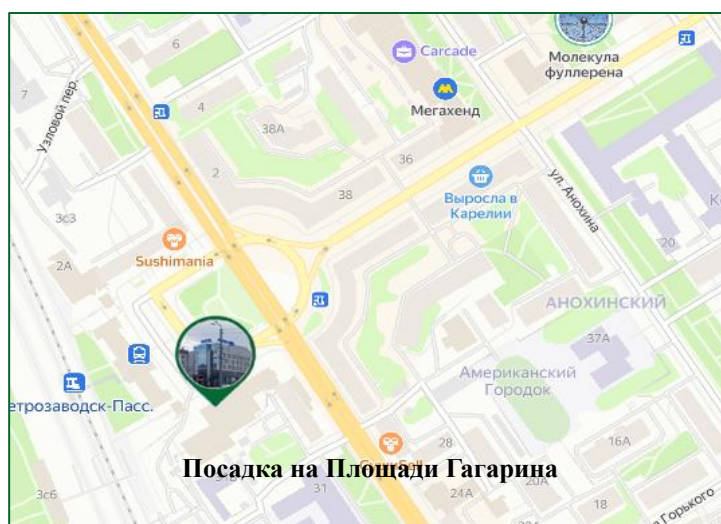 6
Carcade
Молекула
фуллерена
7
Узловой пер.
4
Мегахенд
38А
36
2
38
Выросла в
Карелии
ул. Анохина
3с3
20
2А
Sushimania
АНОХИНСКИЙ
37А
Американский
Городок
етрозаводск-Пасс.
28
16А
Посадка на Площади Гагарина
31
24А
18
3с6
Горького